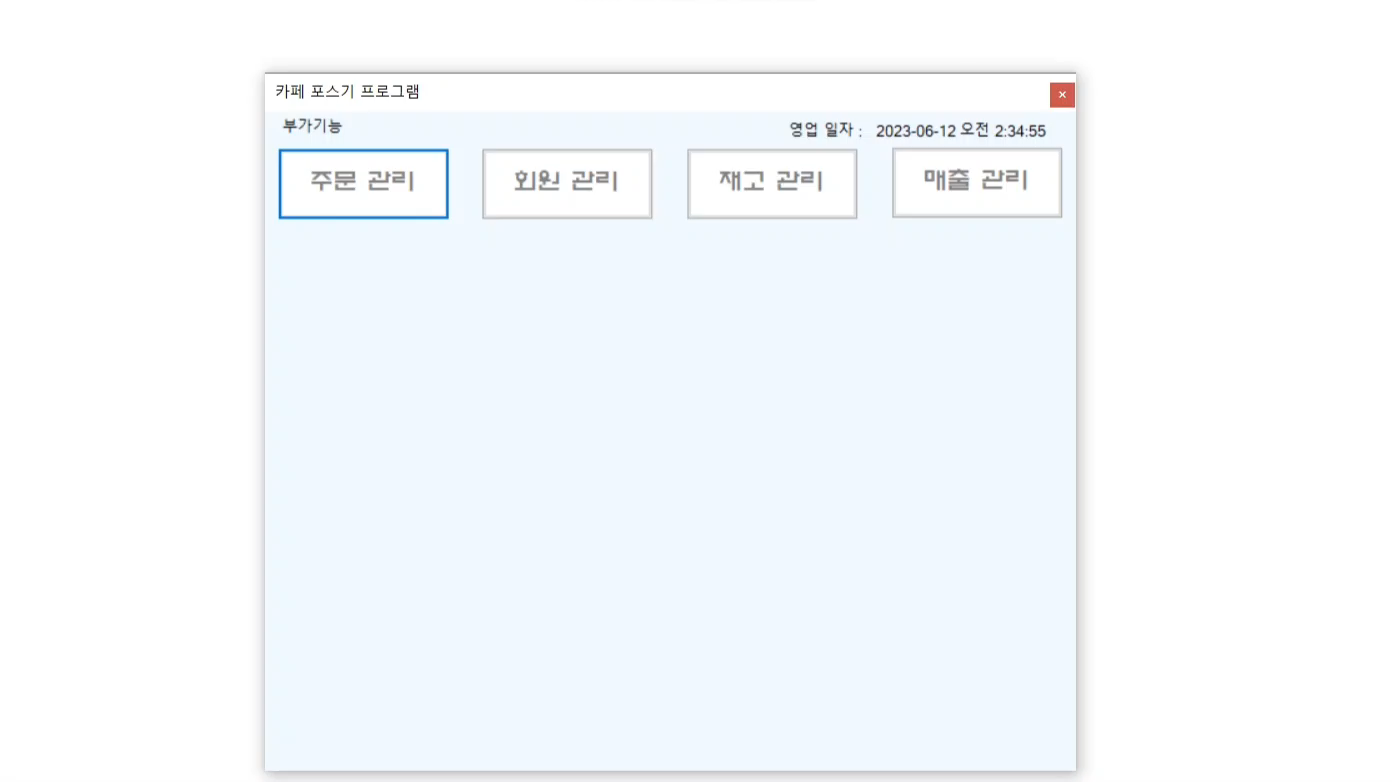 카페 포스기 프로그램
부가기능
영업 일자 : 2023-06-12 오전 2:34:55
주문 관리
회원 관리
재고 관리
매출 관리